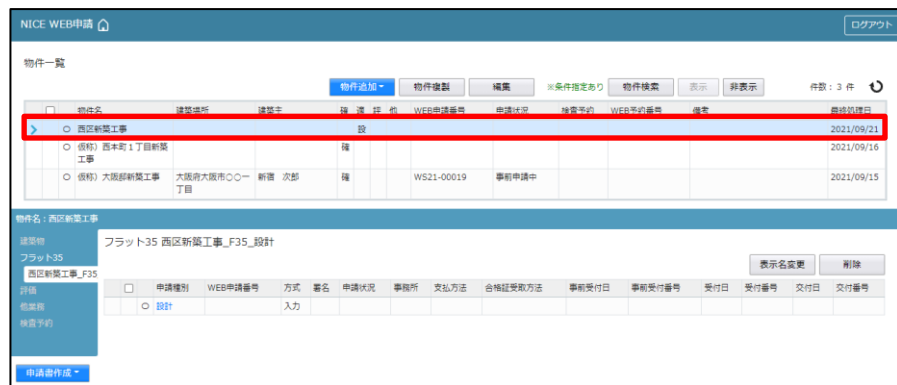 NICE WEB申請
ログアウト
物件一覧
物件追加 物件複製 編集 ※条件指定あり 物件検索 表示 非表示 件数：3 件
物件名 建築場所 建築主 確 適 評 他 WEB申請番号 申請状況 検査予約 WEB予約番号 備考 最終処理日
西区新築工事 設 2021/09/21
仮称）西本町１丁目新築 確 2021/09/16
工事
仮称）大阪邸新築工事 大阪府大阪市○○一 新宿 次郎 確 WS21-00019 事前申請中 2021/09/15
丁目
物件名：西区新築工事
建築物
フラット35 西区新築工事_F35_設計
フラット35
表示名変更 削除
西区新築工事_F35
評価
申請種別 WEB申請番号 方式 署名 申請状況 事務所 支払方法 合格証受取方法 事前受付日 事前受付番号 受付日 受付番号 交付日 交付番号
他業務
設計 入力
検査予約
申請書作成